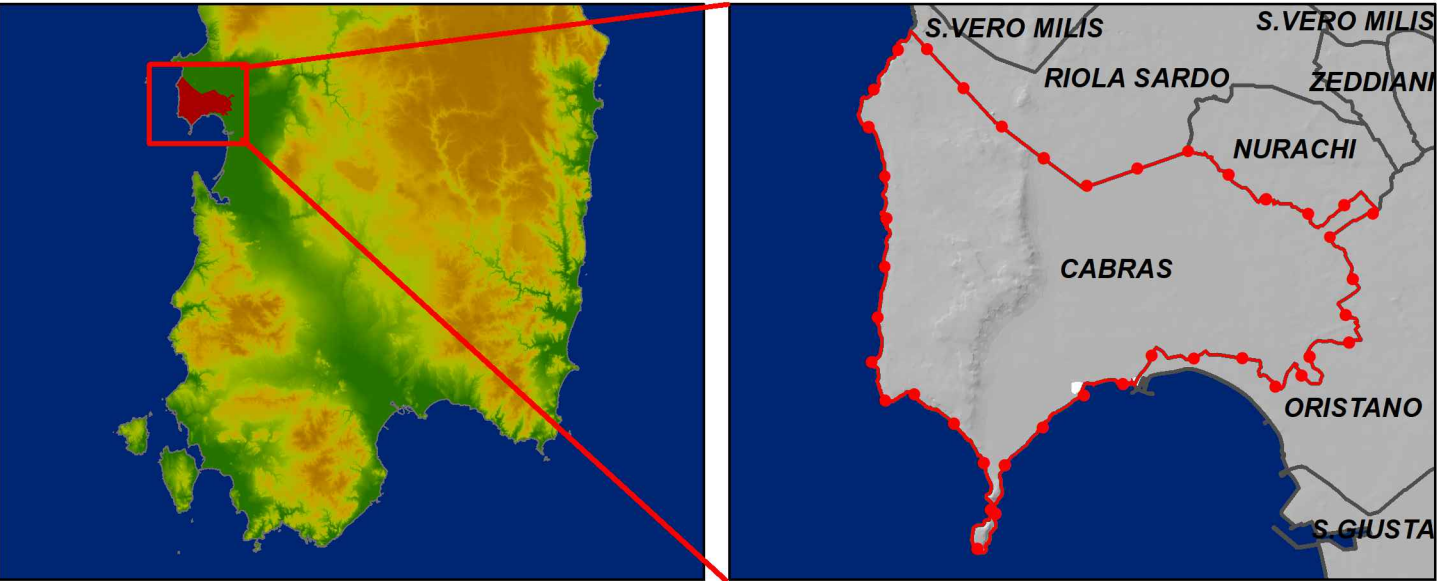 S.VERO MILIS
S.VERO MILIS
RIOLA SARDO
ZEDDIANI
NURACHI
CABRAS
ORISTANO
S.GIUSTA